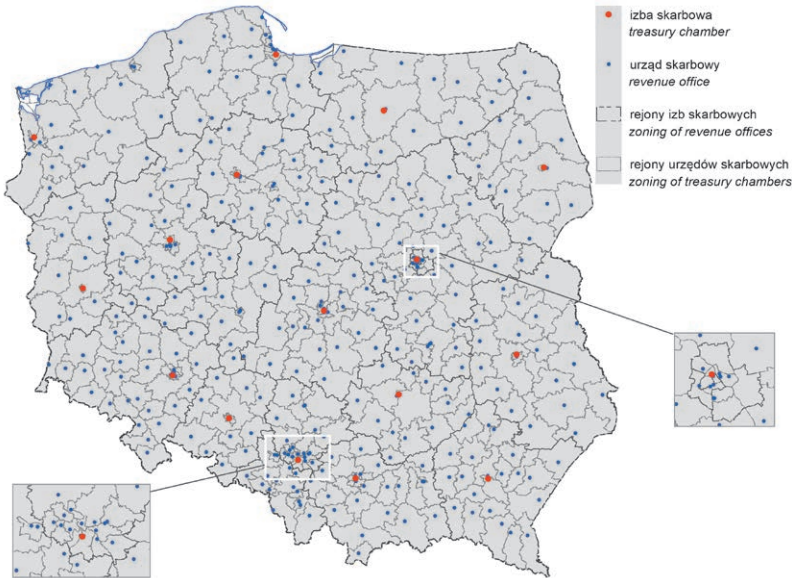 izba skarbowa
treasury chamber
urząd skarbowy
revenue office
rejony izb skarbowych
zoning of revenue offices
rejony urzędów skarbowych
zoning of treasury chambers